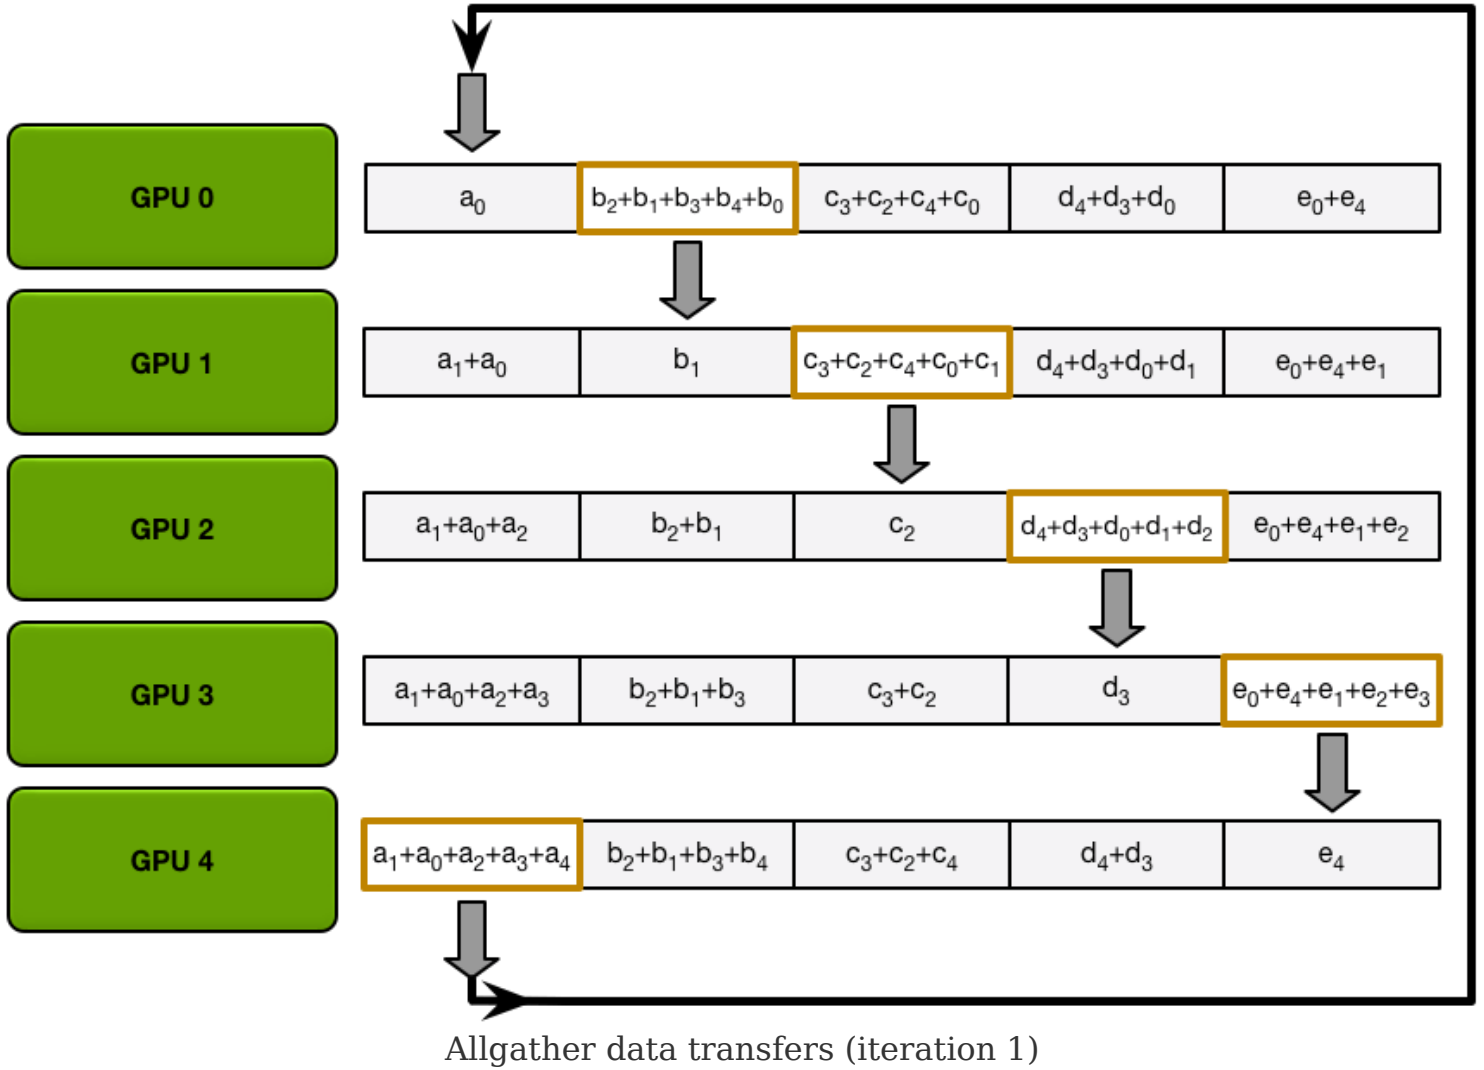 GPU 0
a₀ b₂+b₁+b₃+b₄+b₀ c₃+c₂+c₄+c₀ d₄+d₃+d₀ e₀+e₄
GPU 1
a₁+a₀ b₁ c₃+c₂+c₄+c₀+c₁ d₄+d₃+d₀+d₁ e₀+e₄+e₁
GPU 2
a₁+a₀+a₂ b₂+b₁ c₂ d₄+d₃+d₀+d₁+d₂ e₀+e₄+e₁+e₂
GPU 3
a₁+a₀+a₂+a₃ b₂+b₁+b₃ c₃+c₂ d₃ e₀+e₄+e₁+e₂+e₃
GPU 4
a₁+a₀+a₂+a₃+a₄ b₂+b₁+b₃+b₄ c₃+c₂+c₄ d₄+d₃ e₄
Allgather data transfers (iteration 1)